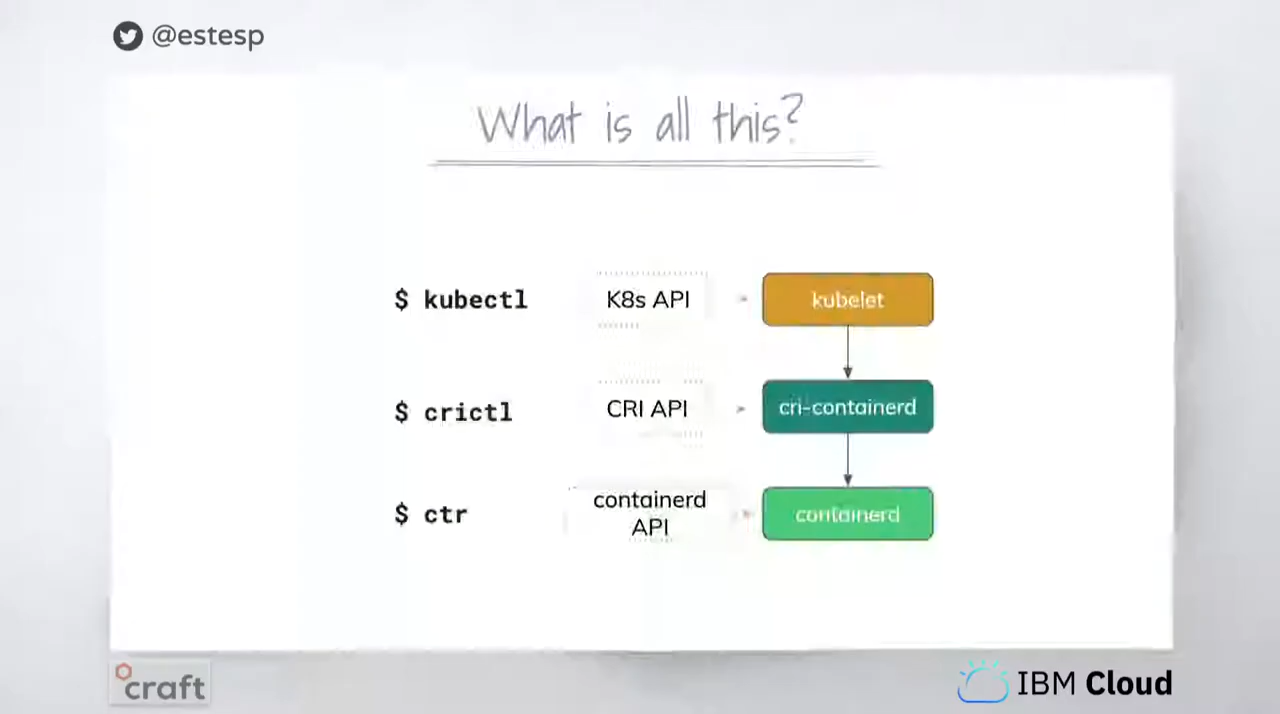 @estesp
What is all this?
$ kubectl
K8s API
kubelet
$ crictl
CRI API
cri-containerd
$ ctr
containerd
API
containerd
craft
IBM Cloud